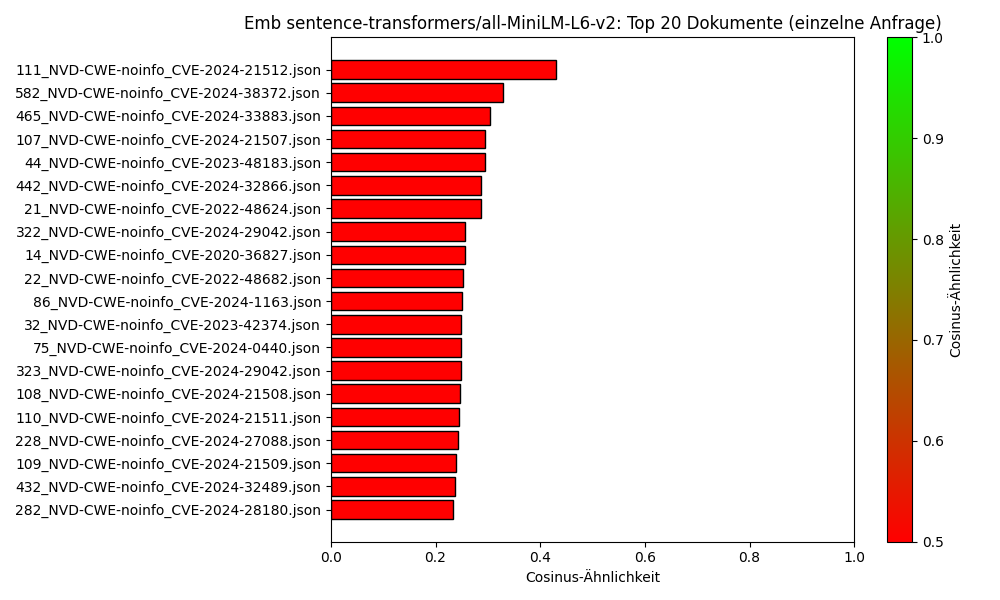 Emb sentence-transformers/all-MiniLM-L6-v2: Top 20 Dokumente (einzelne Anfrage)
111_NVD-CWE-noinfo_CVE-2024-21512.json
582_NVD-CWE-noinfo_CVE-2024-38372.json
465_NVD-CWE-noinfo_CVE-2024-33883.json
107_NVD-CWE-noinfo_CVE-2024-21507.json
44_NVD-CWE-noinfo_CVE-2023-48183.json
442_NVD-CWE-noinfo_CVE-2024-32866.json
21_NVD-CWE-noinfo_CVE-2022-48624.json
322_NVD-CWE-noinfo_CVE-2024-29042.json
14_NVD-CWE-noinfo_CVE-2020-36827.json
22_NVD-CWE-noinfo_CVE-2022-48682.json
86_NVD-CWE-noinfo_CVE-2024-1163.json
32_NVD-CWE-noinfo_CVE-2023-42374.json
75_NVD-CWE-noinfo_CVE-2024-0440.json
323_NVD-CWE-noinfo_CVE-2024-29042.json
108_NVD-CWE-noinfo_CVE-2024-21508.json
110_NVD-CWE-noinfo_CVE-2024-21511.json
228_NVD-CWE-noinfo_CVE-2024-27088.json
109_NVD-CWE-noinfo_CVE-2024-21509.json
432_NVD-CWE-noinfo_CVE-2024-32489.json
282_NVD-CWE-noinfo_CVE-2024-28180.json
0.0 0.2 0.4 0.6 0.8 1.0
Cosinus-Ähnlichkeit
1.0
0.9
0.8
0.7
0.6
0.5
Cosinus-Ähnlichkeit